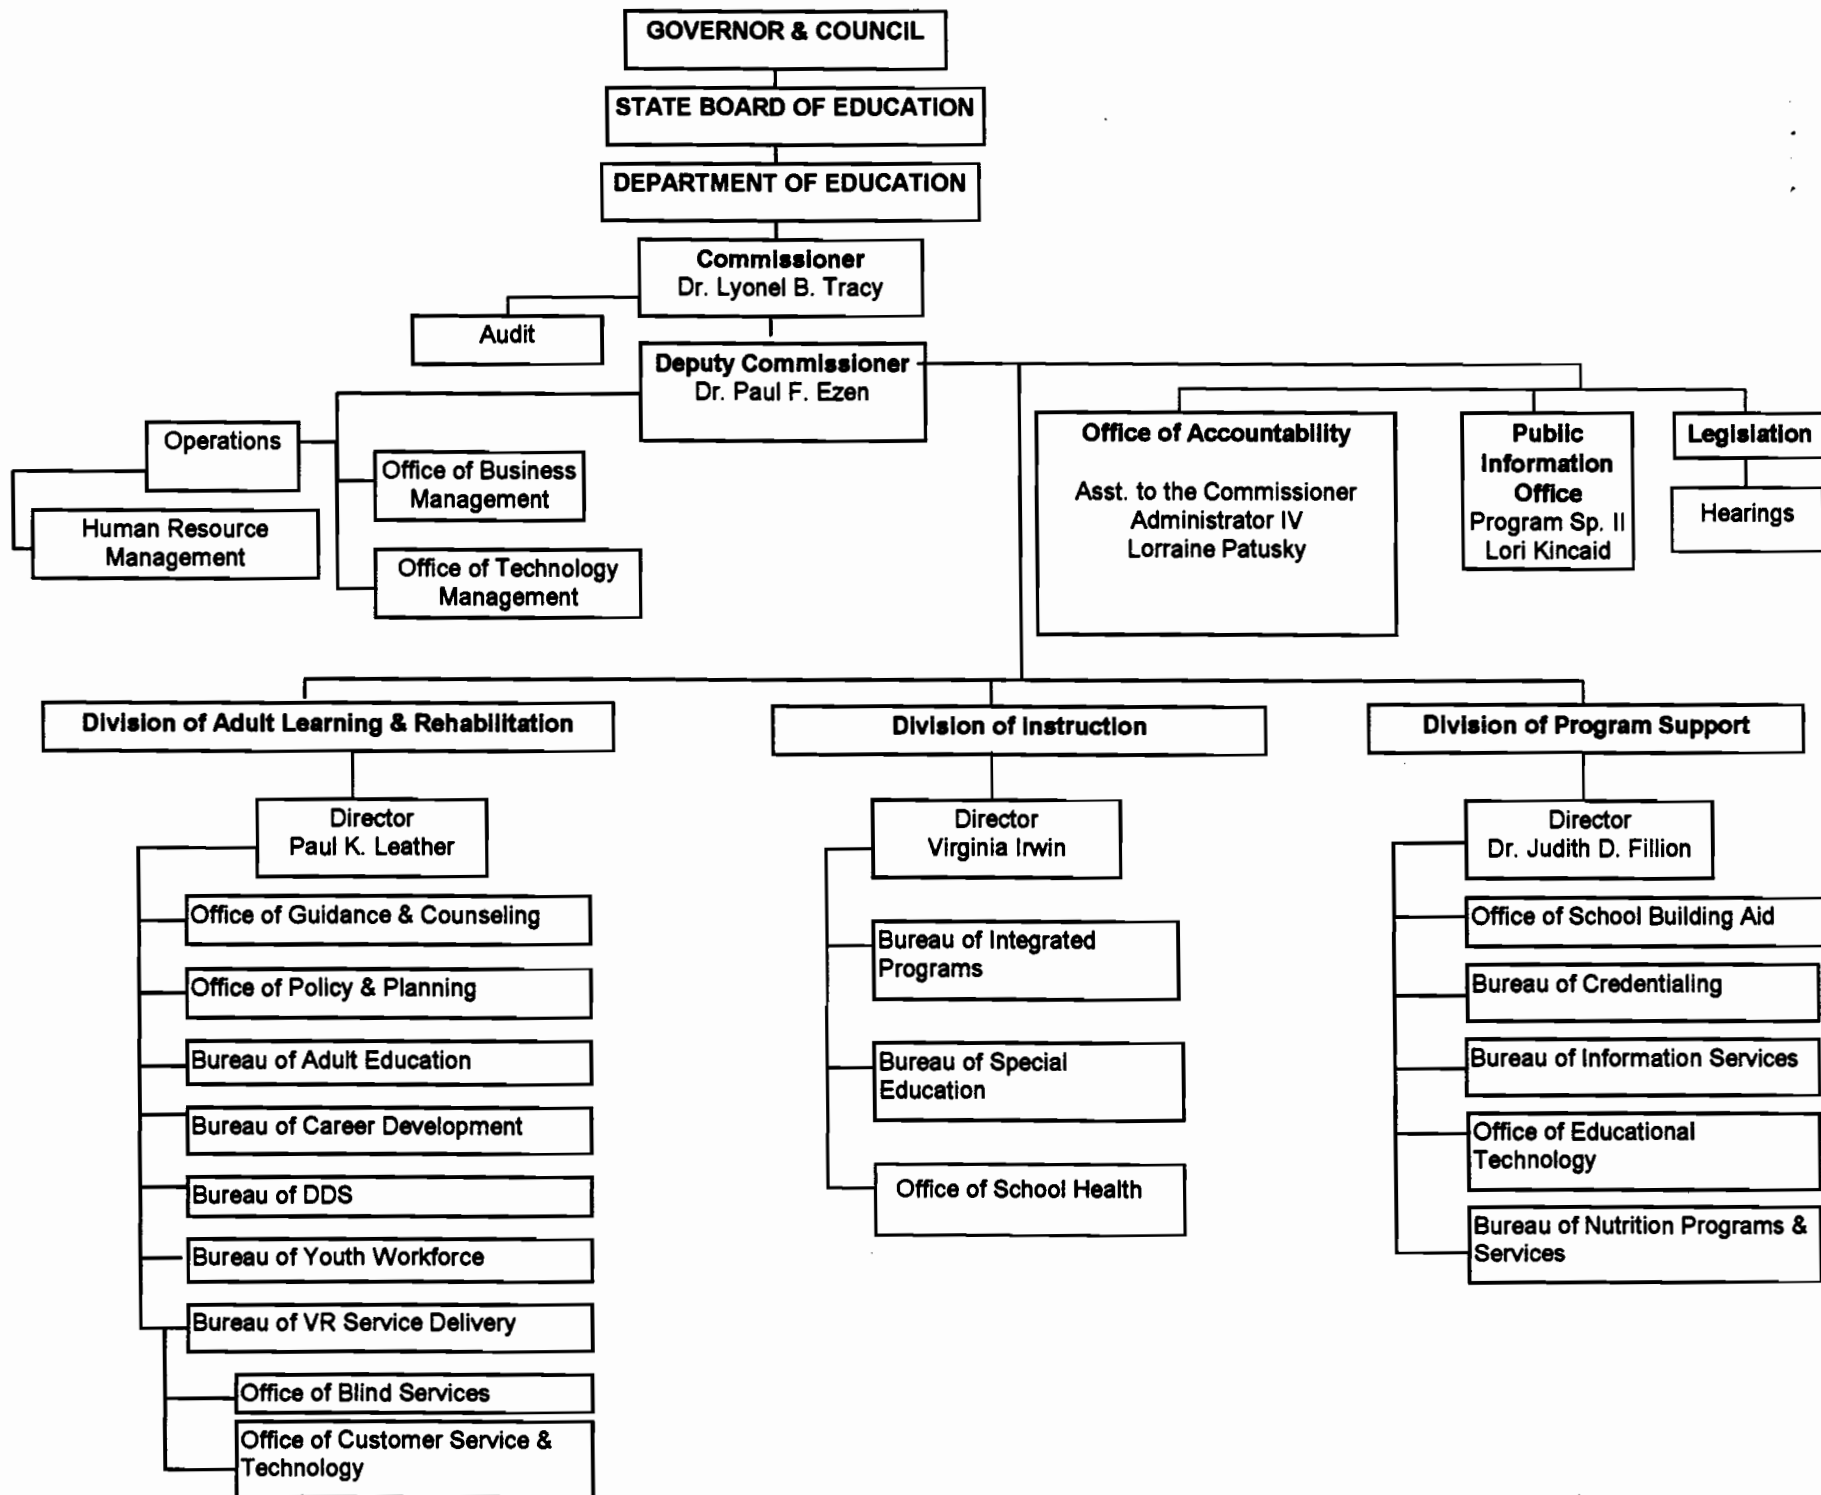 GOVERNOR & COUNCIL
STATE BOARD OF EDUCATION
DEPARTMENT OF EDUCATION
Commissioner
Dr. Lyonel B. Tracy
Audit
Deputy Commissioner
Dr. Paul F. Ezen
Operations
Human Resource
Management
Office of Business
Management
Office of Technology
Management
Office of Accountability
Asst. to the Commissioner
Administrator IV
Lorraine Patusky
Public
Information
Office
Program Sp. II
Lori Kincaid
Legislation
Hearings
Division of Adult Learning & Rehabilitation
Director
Paul K. Leather
Office of Guidance & Counseling
Office of Policy & Planning
Bureau of Adult Education
Bureau of Career Development
Bureau of DDS
Bureau of Youth Workforce
Bureau of VR Service Delivery
Office of Blind Services
Office of Customer Service &
Technology
Division of Instruction
Director
Virginia Irwin
Bureau of Integrated
Programs
Bureau of Special
Education
Office of School Health
Division of Program Support
Director
Dr. Judith D. Fillion
Office of School Building Aid
Bureau of Credentialing
Bureau of Information Services
Office of Educational
Technology
Bureau of Nutrition Programs &
Services